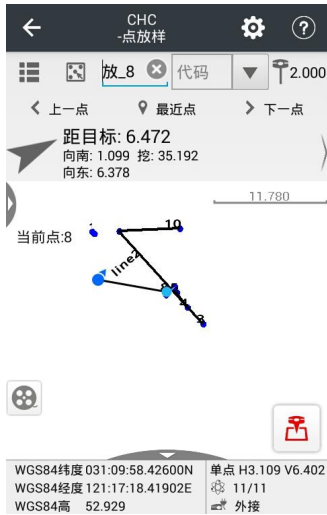 CHC
-点放样
放_8
代码
2.000
上一点
最近点
下一点
距目标: 6.472
向南: 1.099 挖: 35.192
向东: 6.378
11.780
当前点:8
10
line2
4
3
WGS84纬度 031:09:58.42600N
单点 H3.109 V6.402
WGS84经度 121:17:18.41902E
11/11
WGS84高 52.929
外接